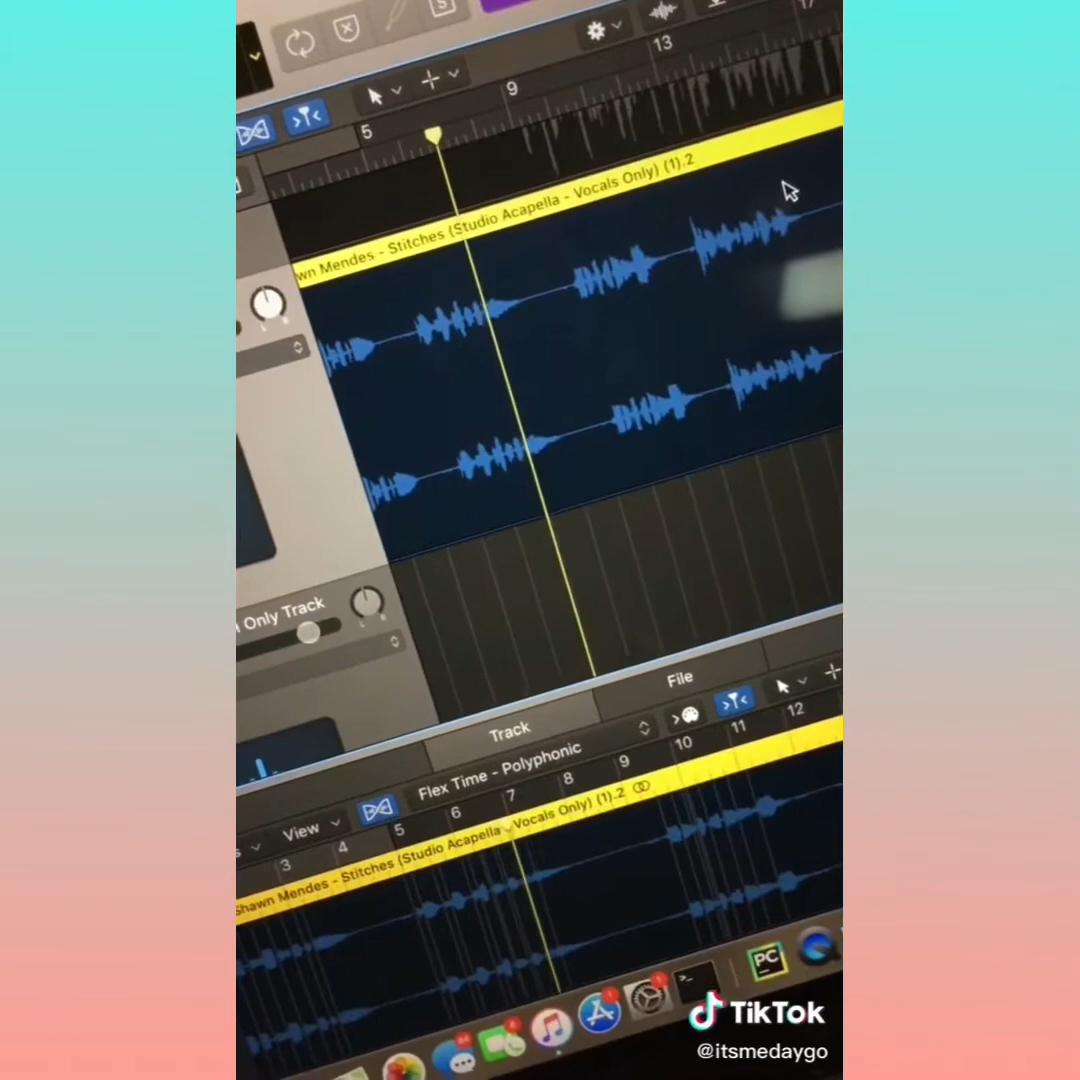 S
17
13
9
5
wn Mendes - Stitches (Studio Acapella - Vocals Only) (1).2
L R
Only Track
L R
File
Track
Flex Time - Polyphonic
View
3 4 5 6 7 8 9 10 11 12
Shawn Mendes - Stitches (Studio Acapella - Vocals Only) (1).2
PC
TikTok
@itsmedaygo